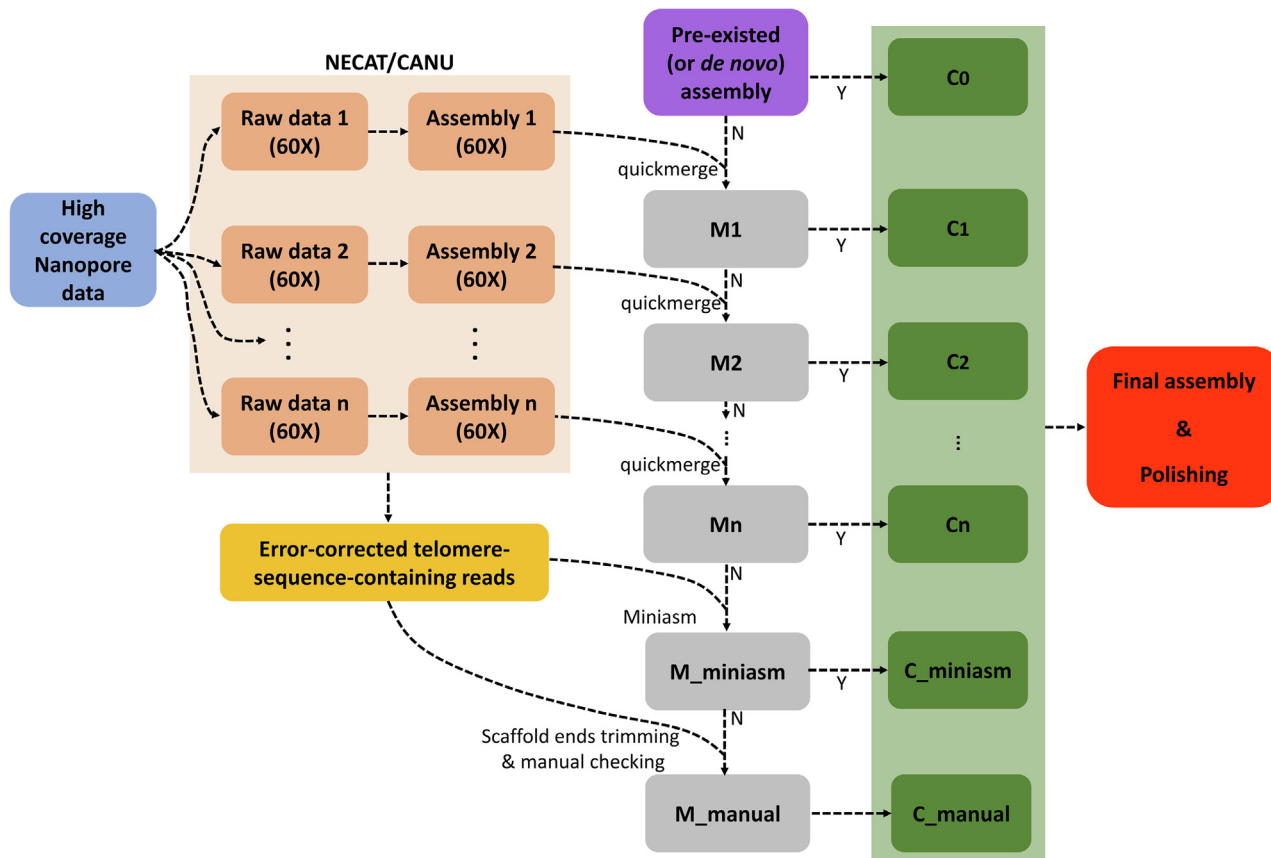 NECAT/CANU
High
coverage
Nanopore
data
Raw data 1
(60X)
Assembly 1
(60X)
Raw data 2
(60X)
Assembly 2
(60X)
⋮
⋮
Raw data n
(60X)
Assembly n
(60X)
Error-corrected telomere-
sequence-containing reads
Pre-existed
(or de novo)
assembly
Y
C0
N
quickmerge
M1
Y
C1
N
quickmerge
M2
Y
C2
N
⋮
⋮
quickmerge
Mn
Y
Cn
N
Miniasm
M_miniasm
Y
C_miniasm
N
Scaffold ends trimming
& manual checking
M_manual
C_manual
Final assembly
&
Polishing